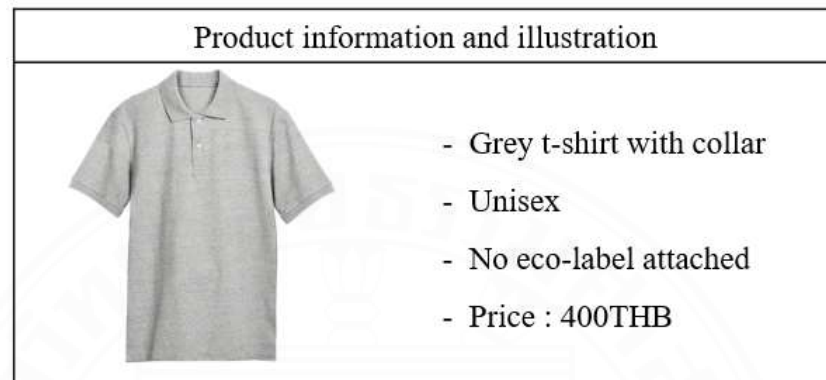 Product information and illustration
- Grey t-shirt with collar
- Unisex
- No eco-label attached
- Price : 400THB